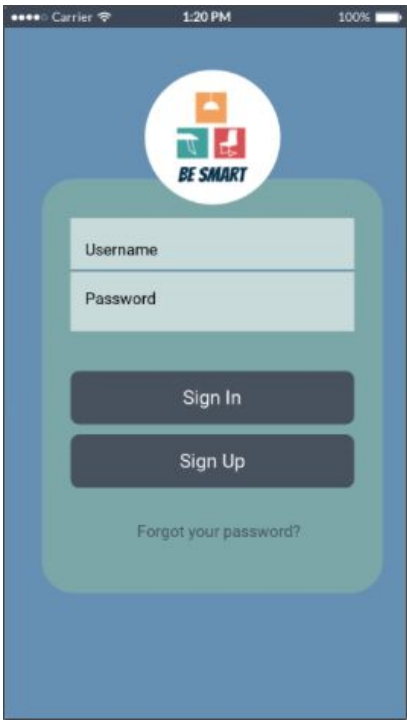 Carrier 1:20 PM 100%
BE SMART
Username
Password
Sign In
Sign Up
Forgot your password?